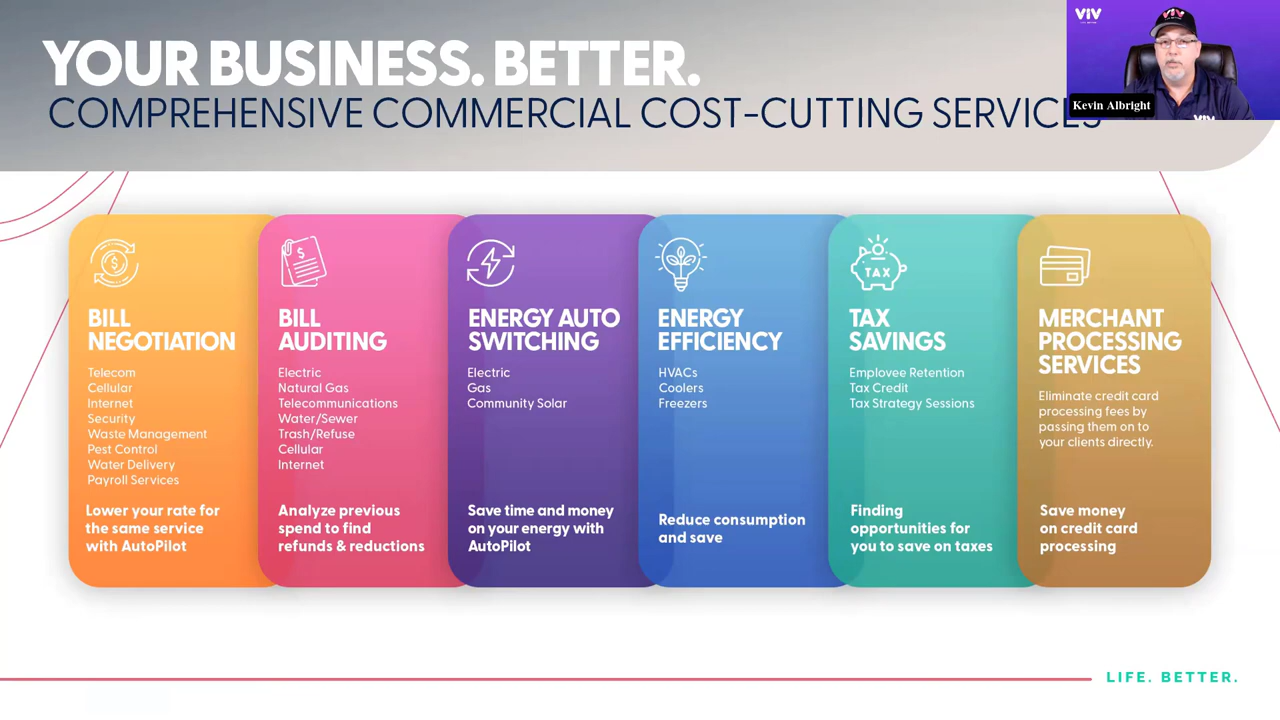 YOUR BUSINESS. BETTER.
COMPREHENSIVE COMMERCIAL COST-CUTTING SERVICES
VIV
Kevin Albright
VIV
BILL
NEGOTIATION
Telecom
Cellular
Internet
Security
Waste Management
Pest Control
Water Delivery
Payroll Services
Lower your rate for
the same service
with AutoPilot
BILL
AUDITING
Electric
Natural Gas
Telecommunications
Water/Sewer
Trash/Refuse
Cellular
Internet
Analyze previous
spend to find
refunds & reductions
ENERGY AUTO
SWITCHING
Electric
Gas
Community Solar
Save time and money
on your energy with
AutoPilot
ENERGY
EFFICIENCY
HVACs
Coolers
Freezers
Reduce consumption
and save
TAX
TAX
SAVINGS
Employee Retention
Tax Credit
Tax Strategy Sessions
Finding
opportunities for
you to save on taxes
MERCHANT
PROCESSING
SERVICES
Eliminate credit card
processing fees by
passing them on to
your clients directly.
Save money
on credit card
processing
LIFE. BETTER.